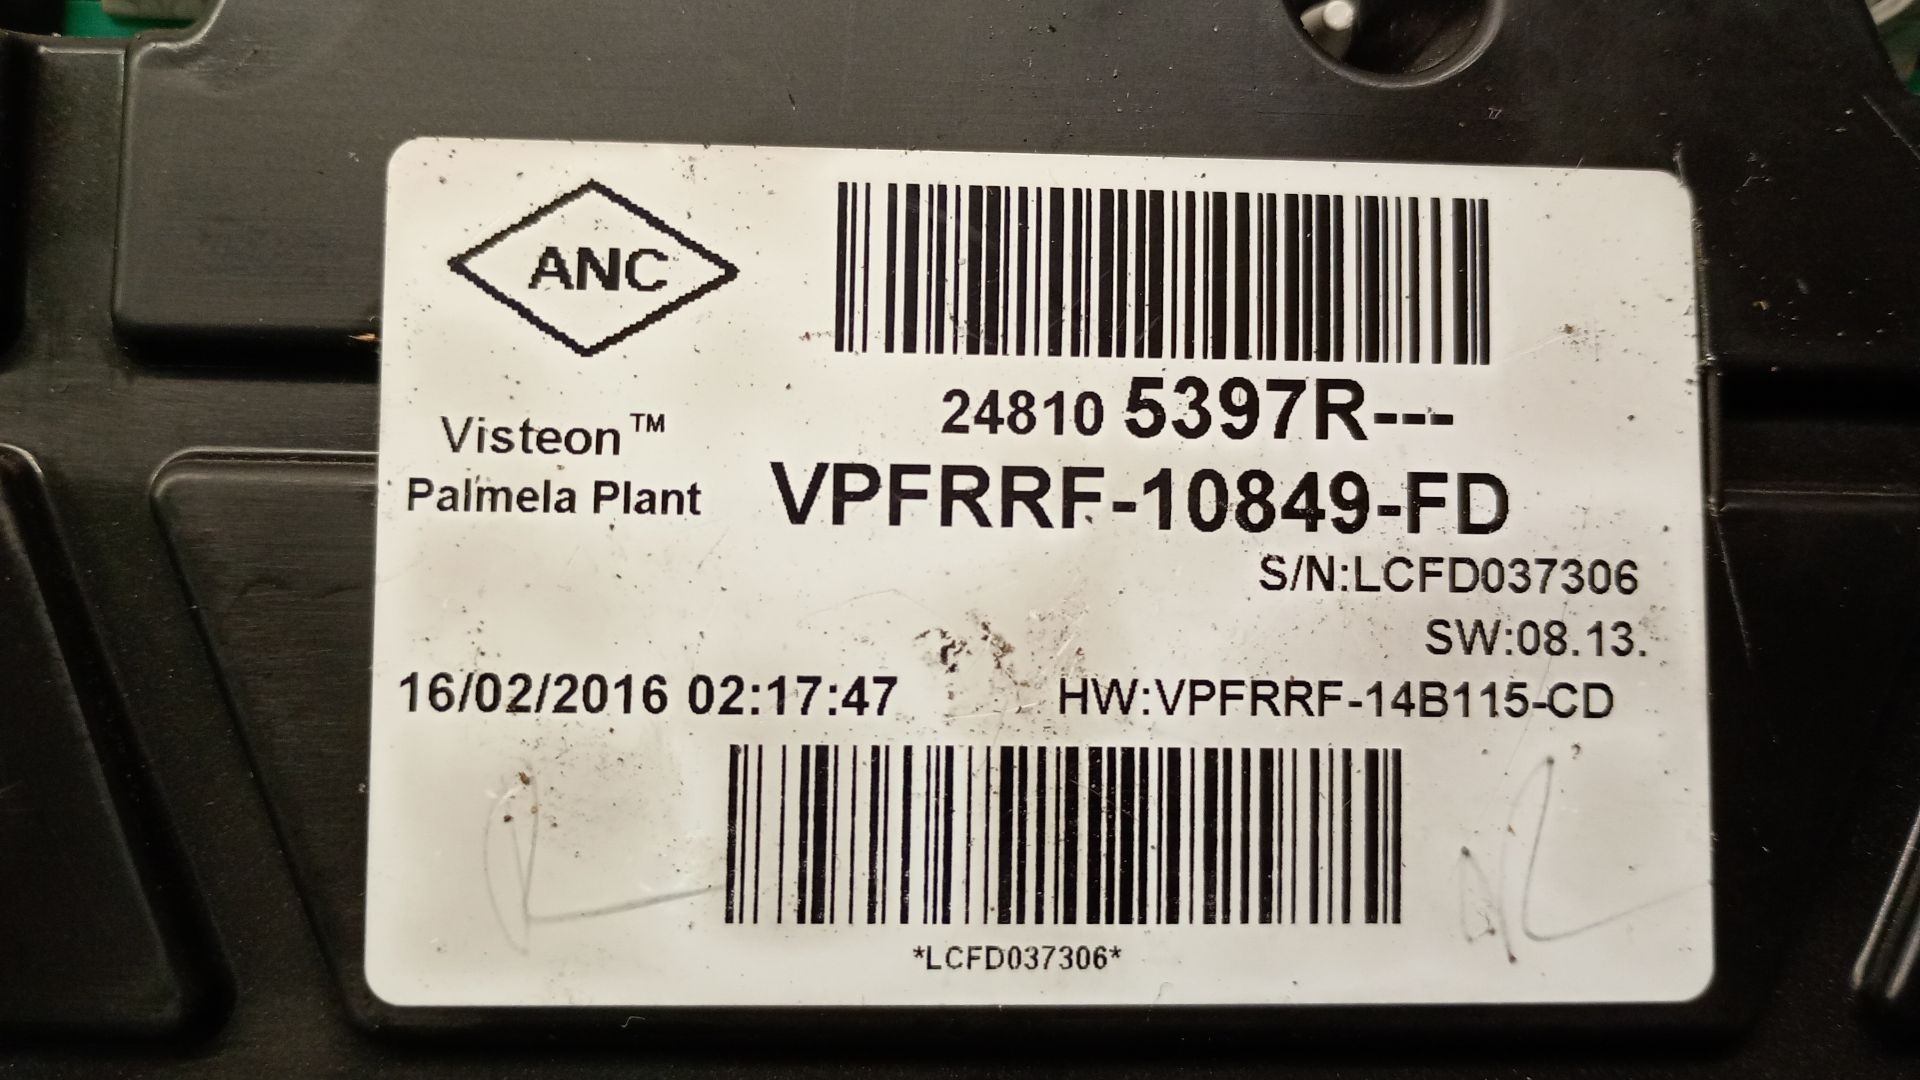 ANC
24810 5397R---
Visteon™
Palmela Plant
VPFRRF-10849-FD
S/N:LCFD037306
SW:08.13.
16/02/2016 02:17:47
HW:VPFRRF-14B115-CD
*LCFD037306*